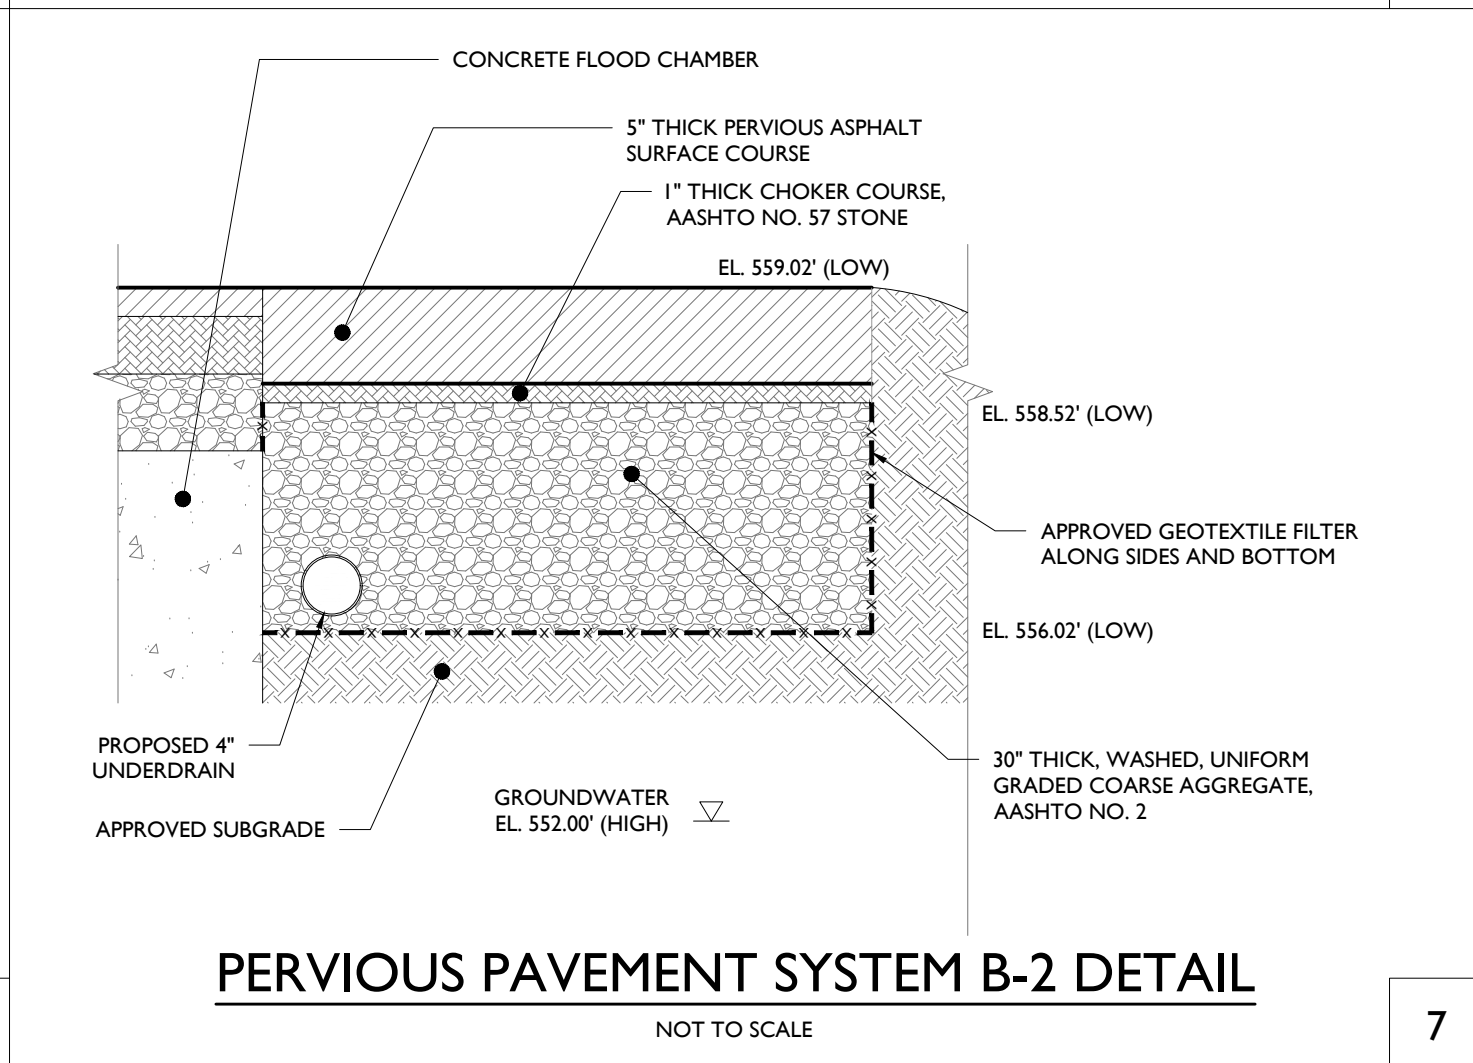 CONCRETE FLOOD CHAMBER
5" THICK PERVIOUS ASPHALT
SURFACE COURSE
1" THICK CHOKER COURSE,
AASHTO NO. 57 STONE
EL. 559.02' (LOW)
EL. 558.52' (LOW)
APPROVED GEOTEXTILE FILTER
ALONG SIDES AND BOTTOM
EL. 556.02' (LOW)
PROPOSED 4"
UNDERDRAIN
30" THICK, WASHED, UNIFORM
GRADED COARSE AGGREGATE,
AASHTO NO. 2
APPROVED SUBGRADE
GROUNDWATER
EL. 552.00' (HIGH)
PERVIOUS PAVEMENT SYSTEM B-2 DETAIL
NOT TO SCALE
7